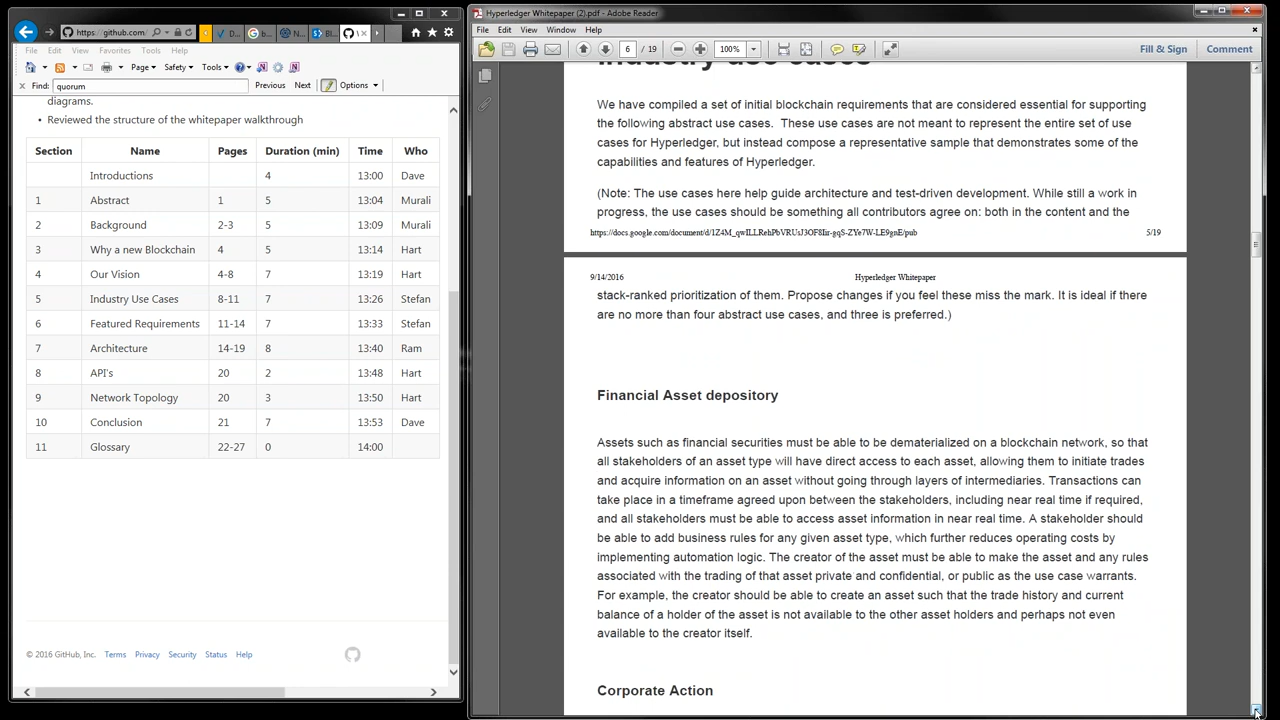 https://github.com/
D...
b...
N...
Bl...
File Edit View Favorites Tools Help
Page Safety Tools
Find: quorum Previous Next Options
diagrams.
• Reviewed the structure of the whitepaper walkthrough
Section Name Pages Duration (min) Time Who
Introductions 4 13:00 Dave
1 Abstract 1 5 13:04 Murali
2 Background 2-3 5 13:09 Murali
3 Why a new Blockchain 4 5 13:14 Hart
4 Our Vision 4-8 7 13:19 Hart
5 Industry Use Cases 8-11 7 13:26 Stefan
6 Featured Requirements 11-14 7 13:33 Stefan
7 Architecture 14-19 8 13:40 Ram
8 API's 20 2 13:48 Hart
9 Network Topology 20 3 13:50 Hart
10 Conclusion 21 7 13:53 Dave
11 Glossary 22-27 0 14:00
© 2016 GitHub, Inc. Terms Privacy Security Status Help
Hyperledger Whitepaper (2).pdf - Adobe Reader
File Edit View Window Help
6 / 19 100% Fill & Sign Comment
Industry use cases
We have compiled a set of initial blockchain requirements that are considered essential for supporting
the following abstract use cases. These use cases are not meant to represent the entire set of use
cases for Hyperledger, but instead compose a representative sample that demonstrates some of the
capabilities and features of Hyperledger.
(Note: The use cases here help guide architecture and test-driven development. While still a work in
progress, the use cases should be something all contributors agree on: both in the content and the
https://docs.google.com/document/d/1Z4M_qwILLRehPbVRUsJ3OF8Iir-gqS-ZYe7W-LE9gnE/pub 5/19
9/14/2016 Hyperledger Whitepaper
stack-ranked prioritization of them. Propose changes if you feel these miss the mark. It is ideal if there
are no more than four abstract use cases, and three is preferred.)
Financial Asset depository
Assets such as financial securities must be able to be dematerialized on a blockchain network, so that
all stakeholders of an asset type will have direct access to each asset, allowing them to initiate trades
and acquire information on an asset without going through layers of intermediaries. Transactions can
take place in a timeframe agreed upon between the stakeholders, including near real time if required,
and all stakeholders must be able to access asset information in near real time. A stakeholder should
be able to add business rules for any given asset type, which further reduces operating costs by
implementing automation logic. The creator of the asset must be able to make the asset and any rules
associated with the trading of that asset private and confidential, or public as the use case warrants.
For example, the creator should be able to create an asset such that the trade history and current
balance of a holder of the asset is not available to the other asset holders and perhaps not even
available to the creator itself.
Corporate Action